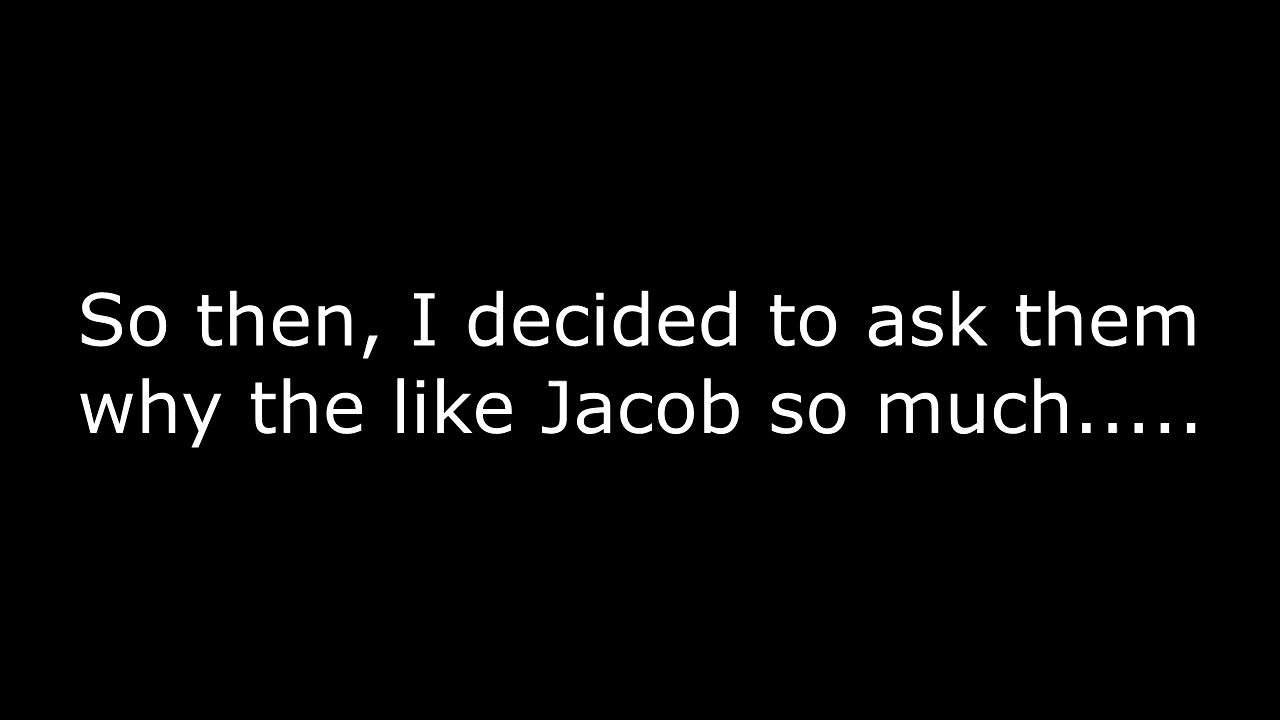 So then, I decided to ask them
why the like Jacob so much.....